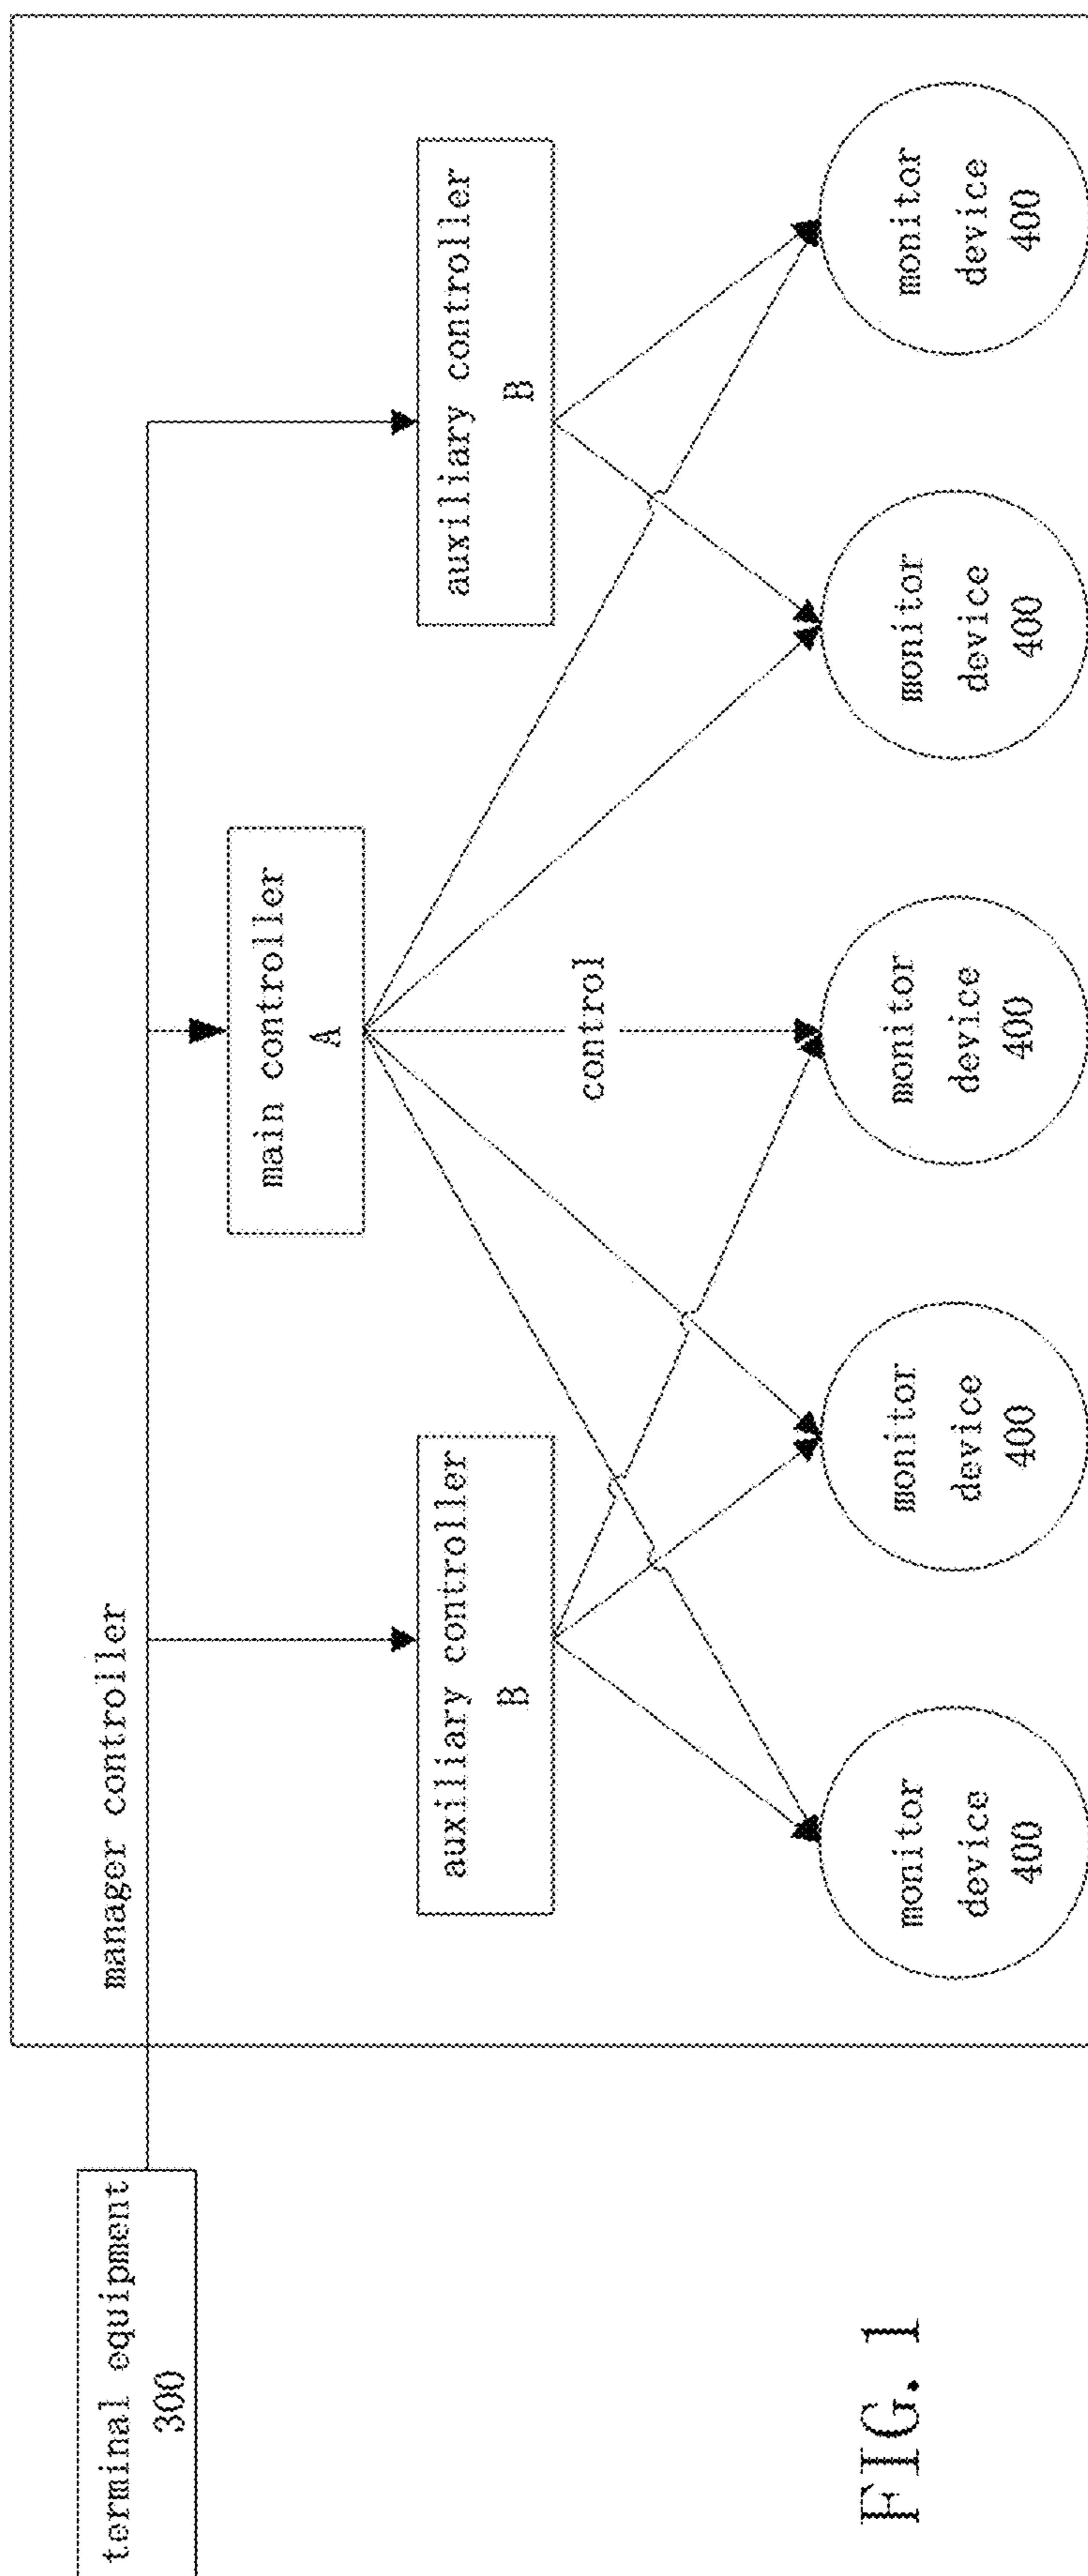 terminal equipment
300
manager controller
main controller
A
auxiliary controller
B
auxiliary controller
B
control
monitor
device
400
monitor
device
400
monitor
device
400
monitor
device
400
monitor
device
400
FIG. 1